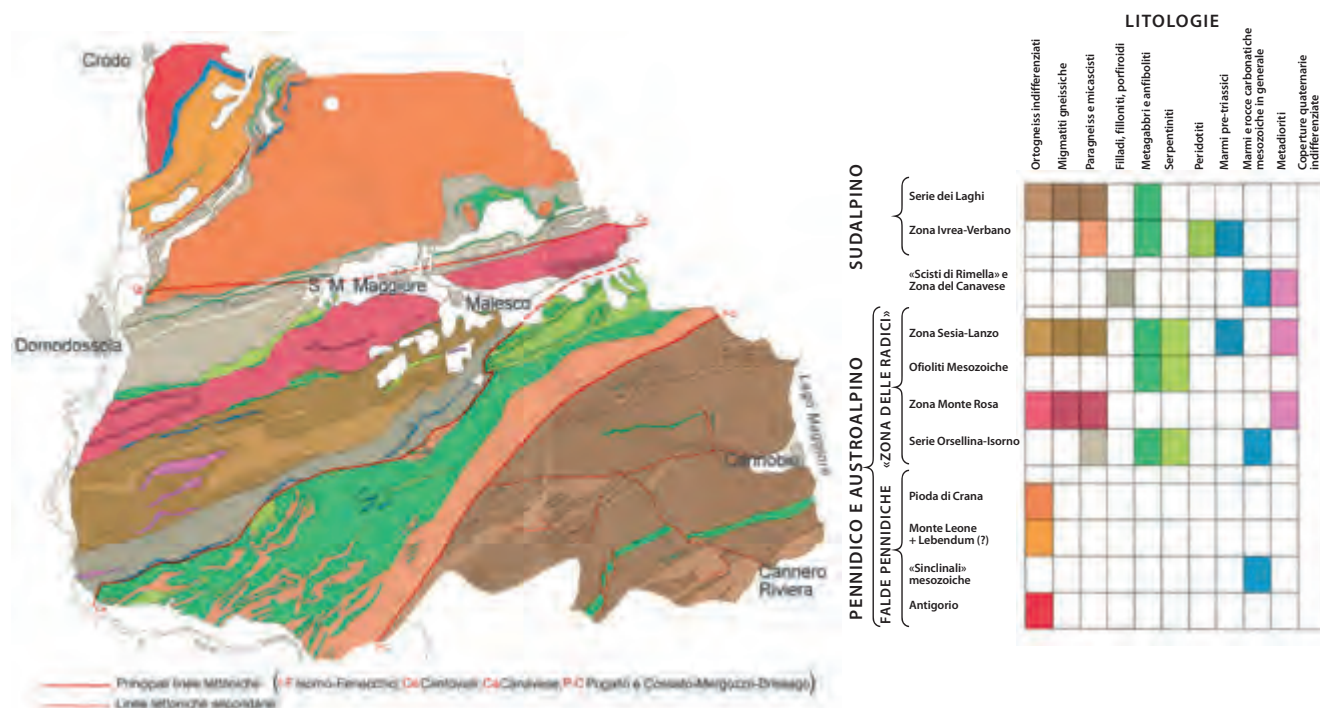 Crodo
S. M. Maggiore
Malesco
Domodossola
Lago Maggiore
Cannobio
Cannero
Riviera
Principali linee tettoniche
Linee tettoniche secondarie
LITOLOGIE
Ortogneiss indifferenziati
Migmatiti gneissiche
Paragneiss e micascisti
Filladi, filloniti, porfiroidi
Metagabbri e anfiboliti
Serpentiniti
Peridotiti
Marmi pre-triassici
Marmi e rocce carbonatiche
mesozoiche in generale
Metadioriti
Coperture quaternarie
indifferenziate
SUDALPINO
Serie dei Laghi
Zona Ivrea-Verbano
«Scisti di Rimella» e
Zona del Canavese
PENNIDICO E AUSTROALPINO
«ZONA DELLE RADICI»
Zona Sesia-Lanzo
Ofioliti Mesozoiche
Zona Monte Rosa
Serie Orsellina-Isorno
FALDE PENNIDICHE
Pioda di Crana
Monte Leone
+ Lebendum (?)
«Sinclinali»
mesozoiche
Antigorio